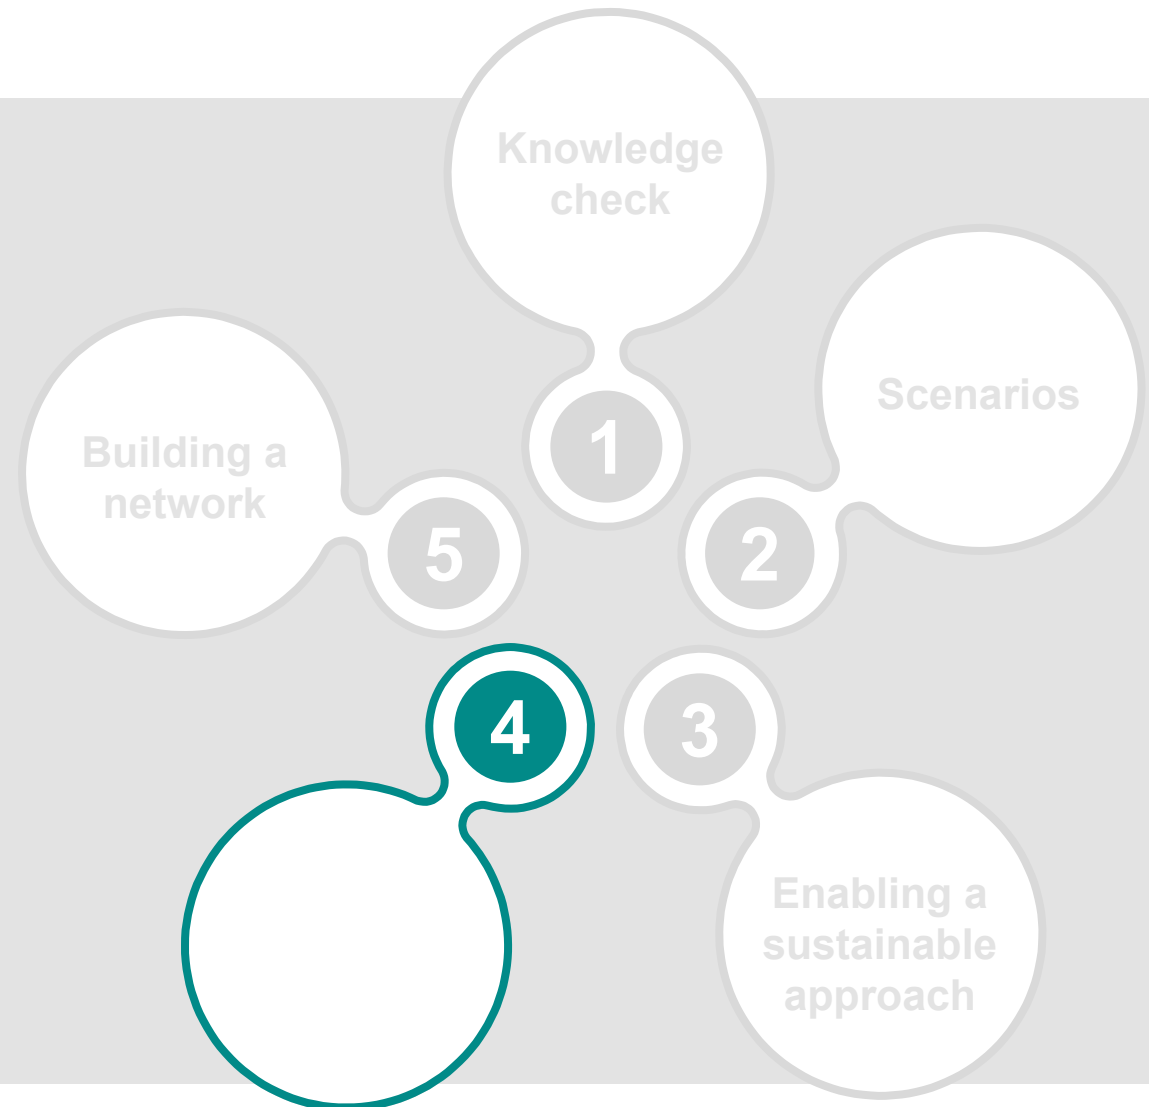 Knowledge
check
1
Scenarios
2
Building a
network
5
4
3
Enabling a
sustainable
approach